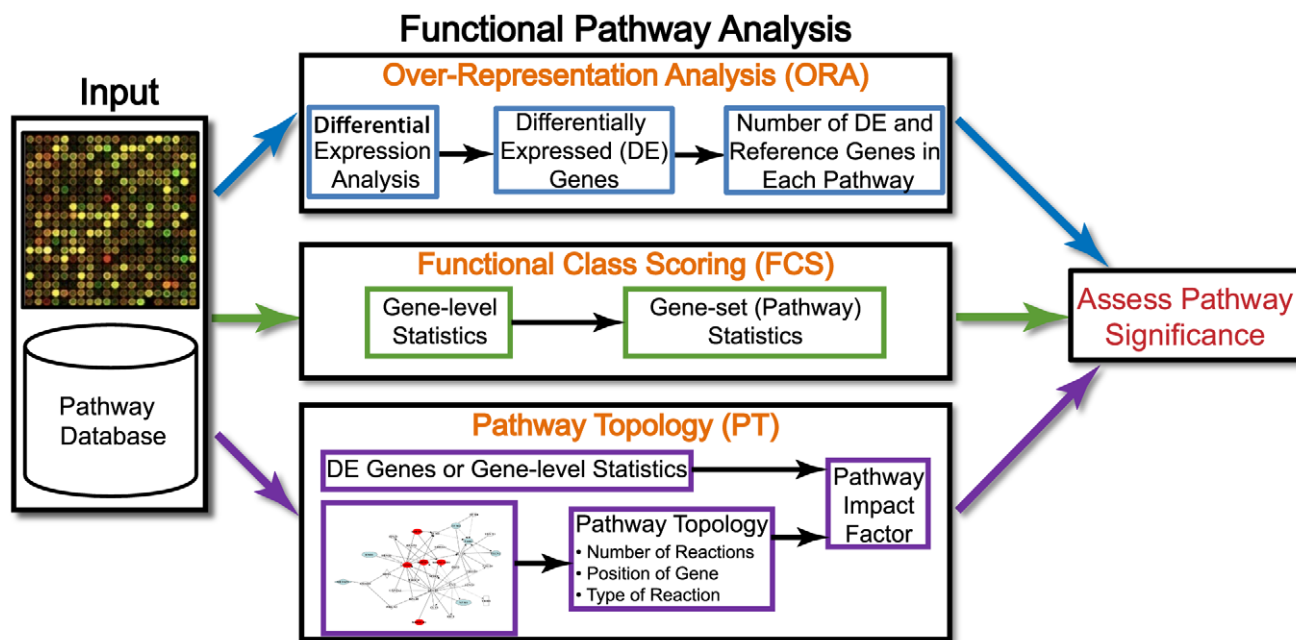 Functional Pathway Analysis
Input
Pathway
Database
Over-Representation Analysis (ORA)
Differential
Expression
Analysis
Differentially
Expressed (DE)
Genes
Number of DE and
Reference Genes in
Each Pathway
Functional Class Scoring (FCS)
Gene-level
Statistics
Gene-set (Pathway)
Statistics
Pathway Topology (PT)
DE Genes or Gene-level Statistics
Pathway Topology
• Number of Reactions
• Position of Gene
• Type of Reaction
Pathway
Impact
Factor
Assess Pathway
Significance